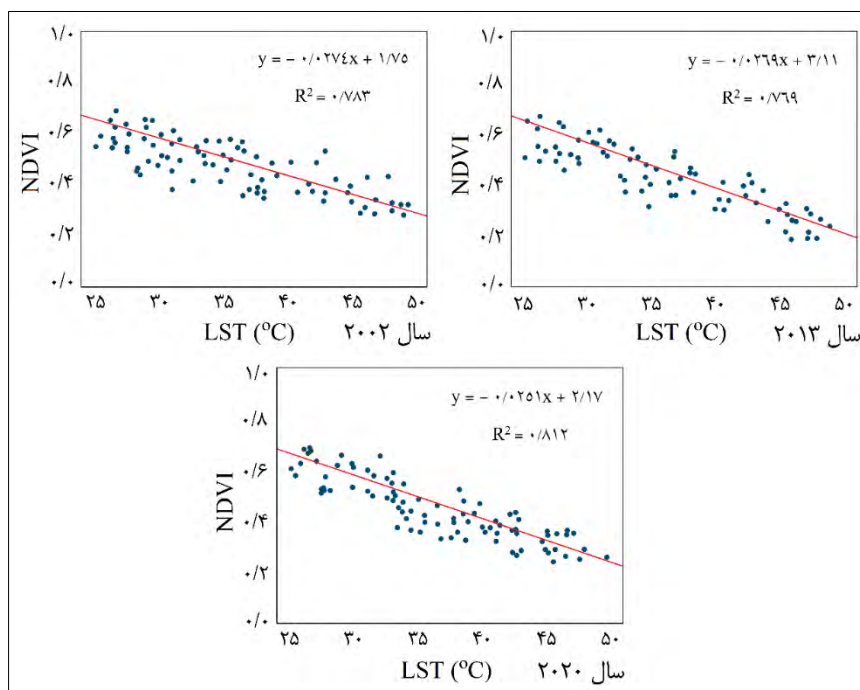 ۱/۰
۰/۸
۰/۶
۰/۴
۰/۲
۰/۰
NDVI
y = - ۰/۰۲۷٤x + ۱/۷۵
R² = ۰/۷۸۳
۲۵ ۳۰ ۳۵ ۴۰ ۴۵ ۵۰
LST (°C) سال ۲۰۰۲
۱/۰
۰/۸
۰/۶
۰/۴
۰/۲
۰/۰
NDVI
y = - ۰/۰۲٦۹x + ۳/۱۱
R² = ۰/۷٦۹
۲۵ ۳۰ ۳۵ ۴۰ ۴۵ ۵۰
LST (°C) سال ۲۰۱۳
۱/۰
۰/۸
۰/۶
۰/۴
۰/۲
۰/۰
NDVI
y = - ۰/۰۲۵۱x + ۲/۱۷
R² = ۰/۸۱۲
۲۵ ۳۰ ۳۵ ۴۰ ۴۵ ۵۰
LST (°C) سال ۲۰۲۰